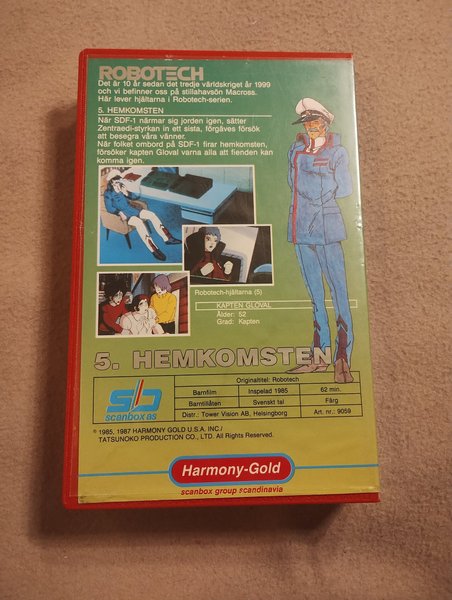 ROBOTECH
Det är 10 år sedan det tredje världskriget år 1999
och vi befinner oss på stillahavsön Macross.
Här lever hjältarna i Robotech-serien.
5. HEMKOMSTEN
När SDF-1 närmar sig jorden igen, sätter
Zentraedi-styrkan in ett sista, förgäves försök
att besegra våra vänner.
När folket ombord på SDF-1 firar hemkomsten,
försöker kapten Gloval varna alla att fienden kan
komma igen.
Robotech-hjältarna (5)
KAPTEN GLOVAL
Ålder: 52
Grad: Kapten
5. HEMKOMSTEN
sb
scanbox as
Originaltitel: Robotech
Barnfilm Inspelad 1985 62 min.
Barntillåten Svenskt tal Färg
Distr.: Tower Vision AB, Helsingborg Art. nr.: 9059
© 1985, 1987 HARMONY GOLD U.S.A. INC./
TATSUNOKO PRODUCTION CO., LTD. All Rights Reserved.
Harmony-Gold
scanbox group scandinavia